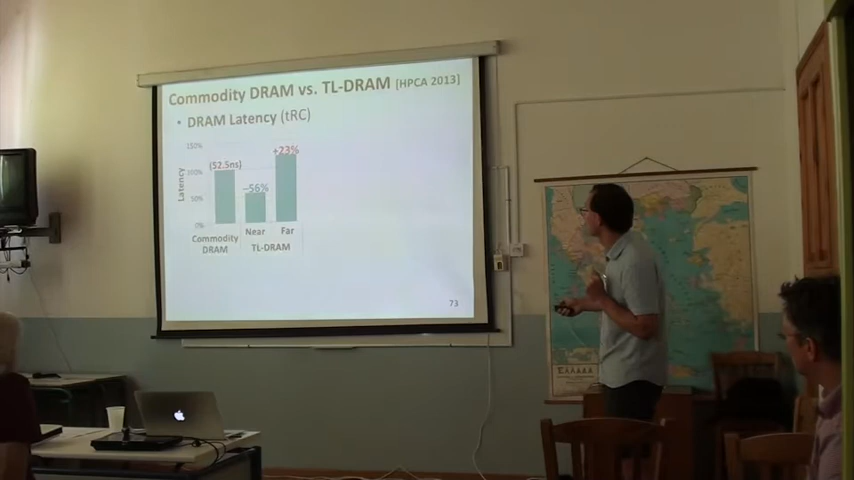 Commodity DRAM vs. TL-DRAM [HPCA 2013]
• DRAM Latency (tRC)
150%
100%
50%
0%
Latency
(52.5ns)
–56%
+23%
Commodity
DRAM
Near
Far
TL-DRAM
73
ΕΛΛΑΣ